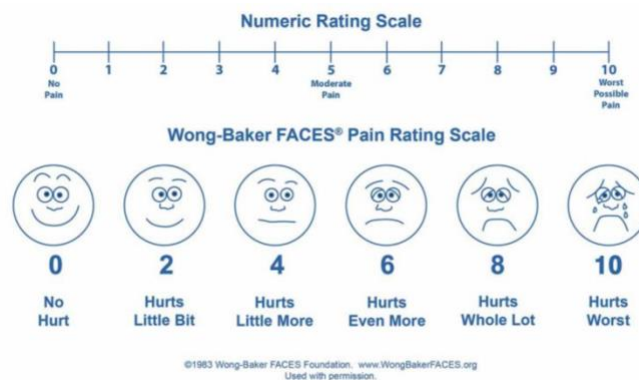 Numeric Rating Scale
0 1 2 3 4 5 6 7 8 9 10
No Pain
Moderate Pain
Worst Possible Pain
Wong-Baker FACES® Pain Rating Scale
0 2 4 6 8 10
No Hurt
Hurts Little Bit
Hurts Little More
Hurts Even More
Hurts Whole Lot
Hurts Worst
©1983 Wong-Baker FACES Foundation. www.WongBakerFACES.org
Used with permission.